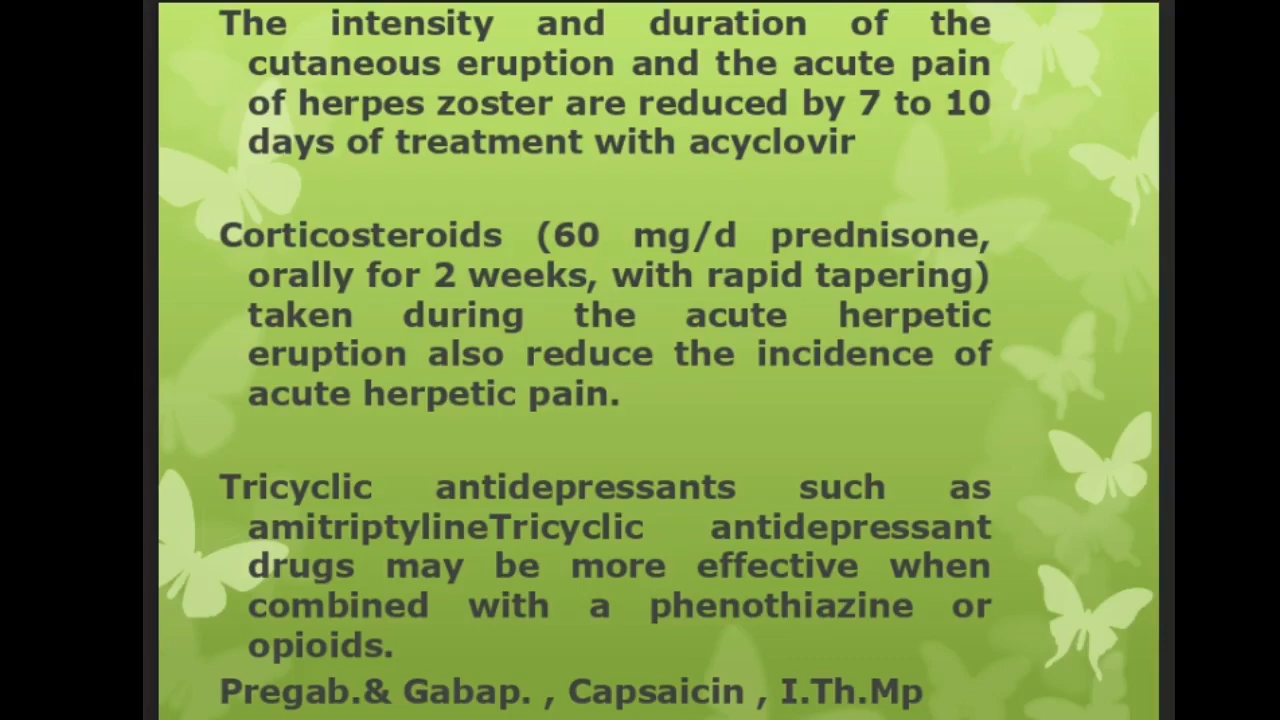 The intensity and duration of the
cutaneous eruption and the acute pain
of herpes zoster are reduced by 7 to 10
days of treatment with acyclovir
Corticosteroids (60 mg/d prednisone,
orally for 2 weeks, with rapid tapering)
taken during the acute herpetic
eruption also reduce the incidence of
acute herpetic pain.
Tricyclic antidepressants such as
amitriptylineTricyclic antidepressant
drugs may be more effective when
combined with a phenothiazine or
opioids.
Pregab.& Gabap. , Capsaicin , I.Th.Mp